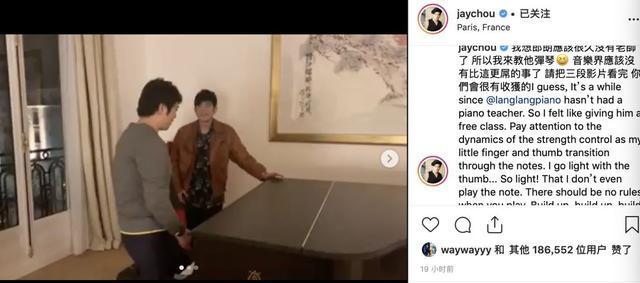 jaychou • 已关注
Paris, France
jaychou 我想郎朗應該很久沒有老師
了 所以我來教他彈琴😄 音樂界應該沒
有比這更屌的事了 請把三段影片看完 你
們會很有收獲的I guess, It's a while
since @langlangpiano hasn't had a
piano teacher. So I felt like giving him a
free class. Pay attention to the
dynamics of the strength control as my
little finger and thumb transition
through the notes. I go light with the
thumb... So light! That I don't even
play the note. There should be no rules
when you play. Build up, build up, build
waywayyy 和 其他 186,552 位用户 赞了
19 小时前